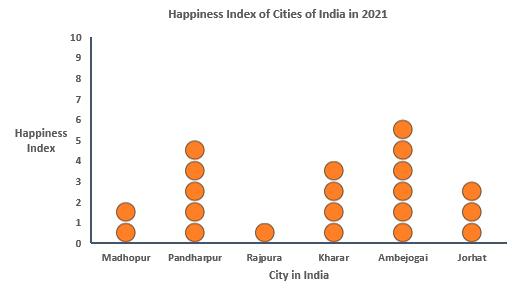 Happiness Index of Cities of India in 2021
10
9
8
7
6
5
4
3
2
1
0
Happiness
Index
Madhopur Pandharpur Rajpura Kharar Ambejogai Jorhat
City in India